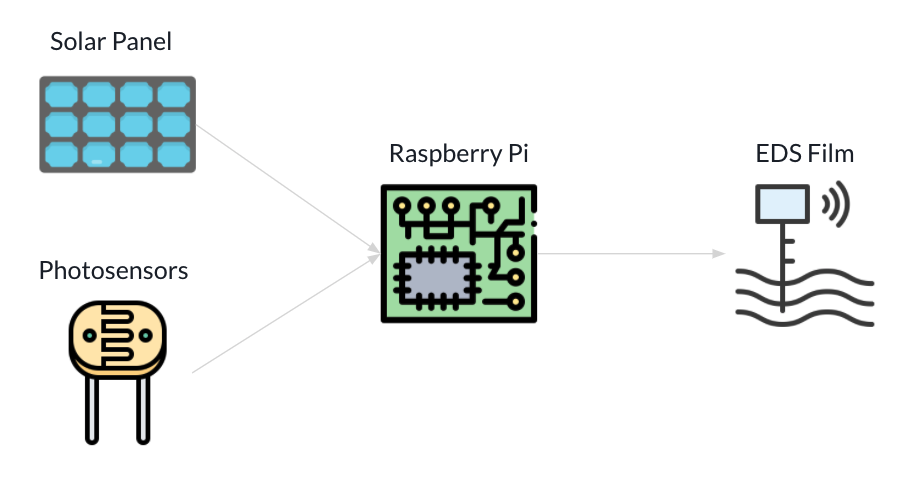 Solar Panel
Raspberry Pi
EDS Film
Photosensors